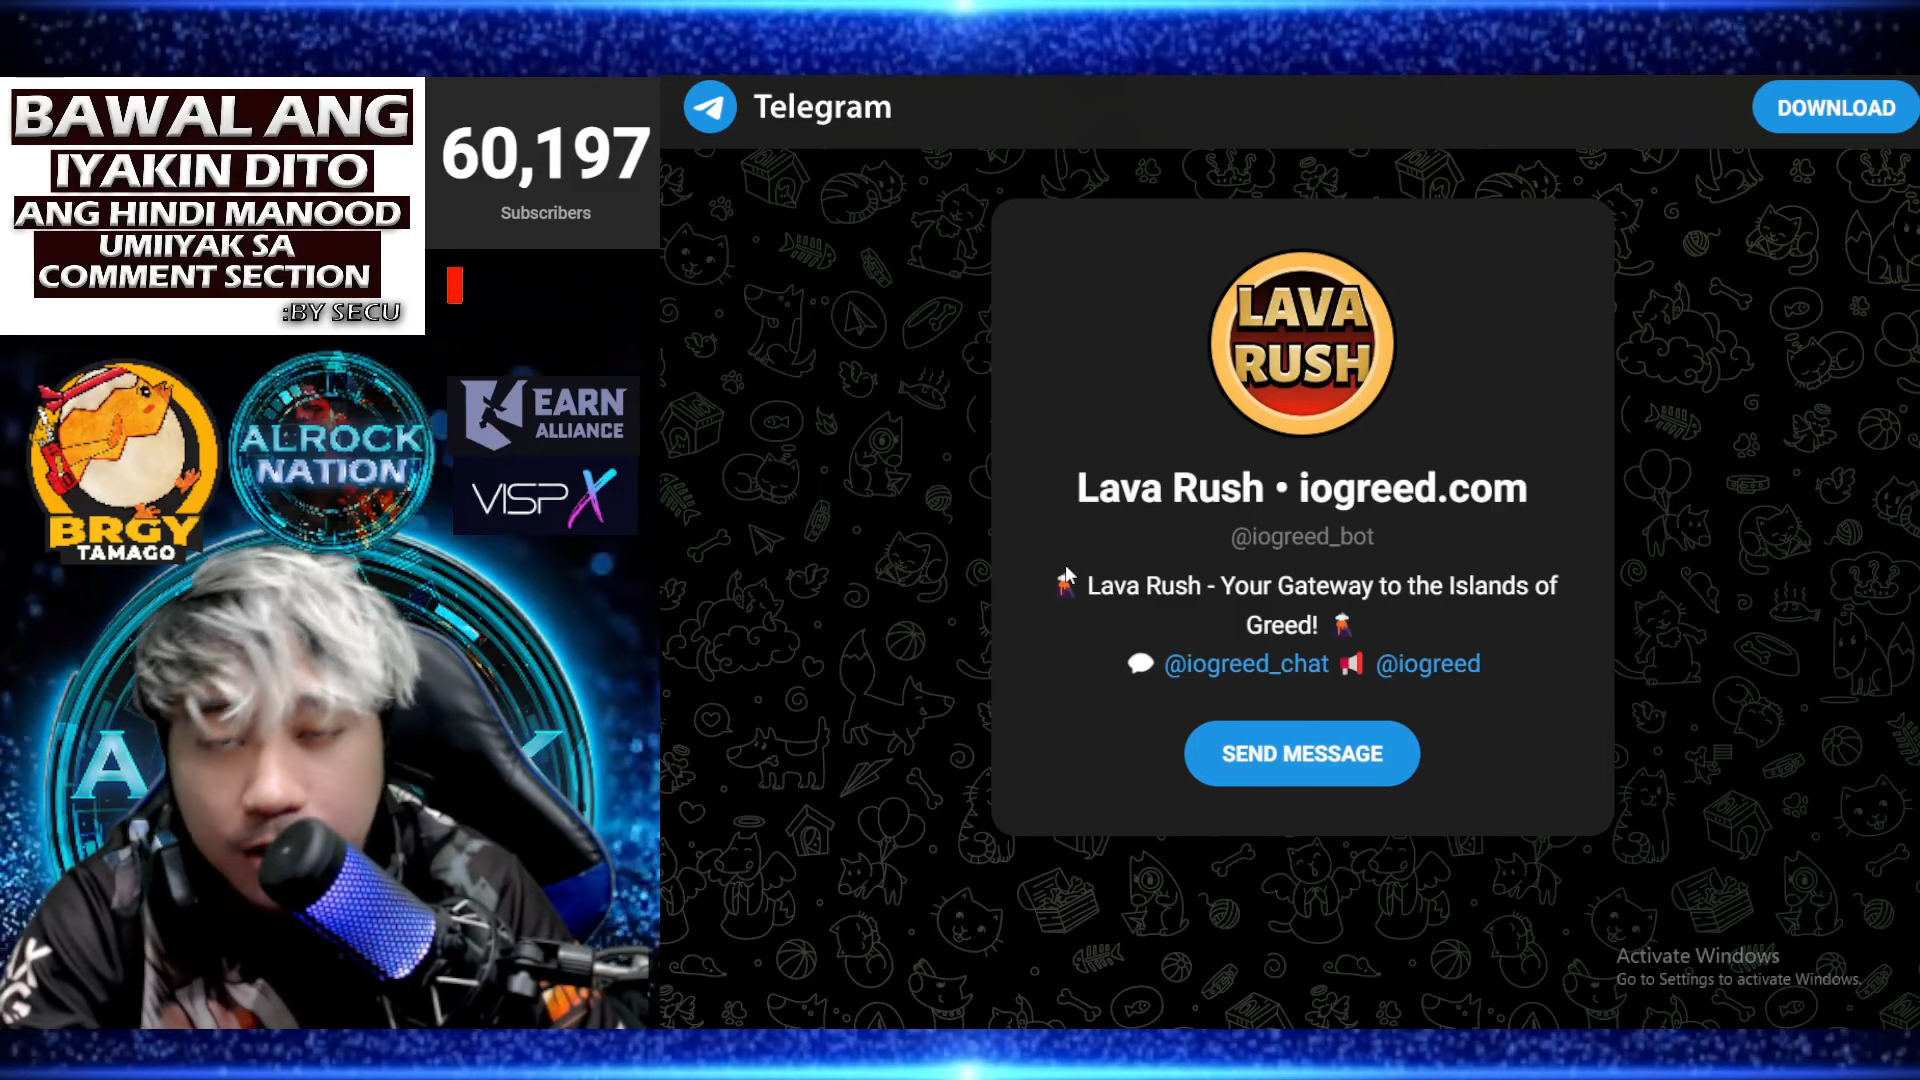 BAWAL ANG
IYAKIN DITO
ANG HINDI MANOOD
UMIIYAK SA
COMMENT SECTION
:BY SECU
60,197
Subscribers
BRGY
TAMAGO
ALROCK
NATION
EARN
ALLIANCE
VISPX
A
Telegram
DOWNLOAD
LAVA
RUSH
Lava Rush • iogreed.com
@iogreed_bot
🌋 Lava Rush - Your Gateway to the Islands of
Greed! 🌋
💬 @iogreed_chat 📢 @iogreed
SEND MESSAGE
Activate Windows
Go to Settings to activate Windows.